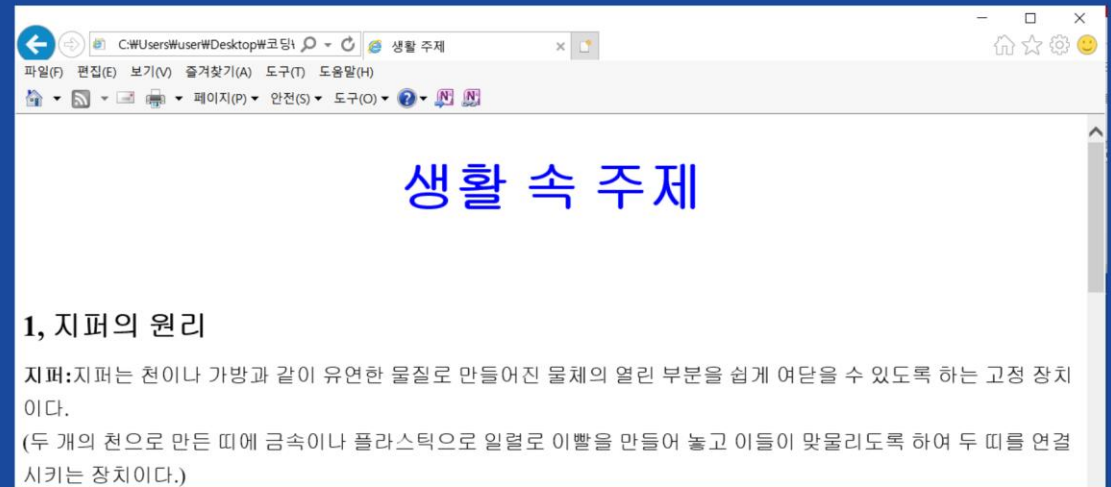 C:₩Users₩user₩Desktop₩코딩 생활 주제
파일(F) 편집(E) 보기(V) 즐겨찾기(A) 도구(T) 도움말(H)
페이지(P) 안전(S) 도구(O)
생활 속 주제
1, 지퍼의 원리
지퍼:지퍼는 천이나 가방과 같이 유연한 물질로 만들어진 물체의 열린 부분을 쉽게 여닫을 수 있도록 하는 고정 장치
이다.
(두 개의 천으로 만든 띠에 금속이나 플라스틱으로 일렬로 이빨을 만들어 놓고 이들이 맞물리도록 하여 두 띠를 연결
시키는 장치이다.)